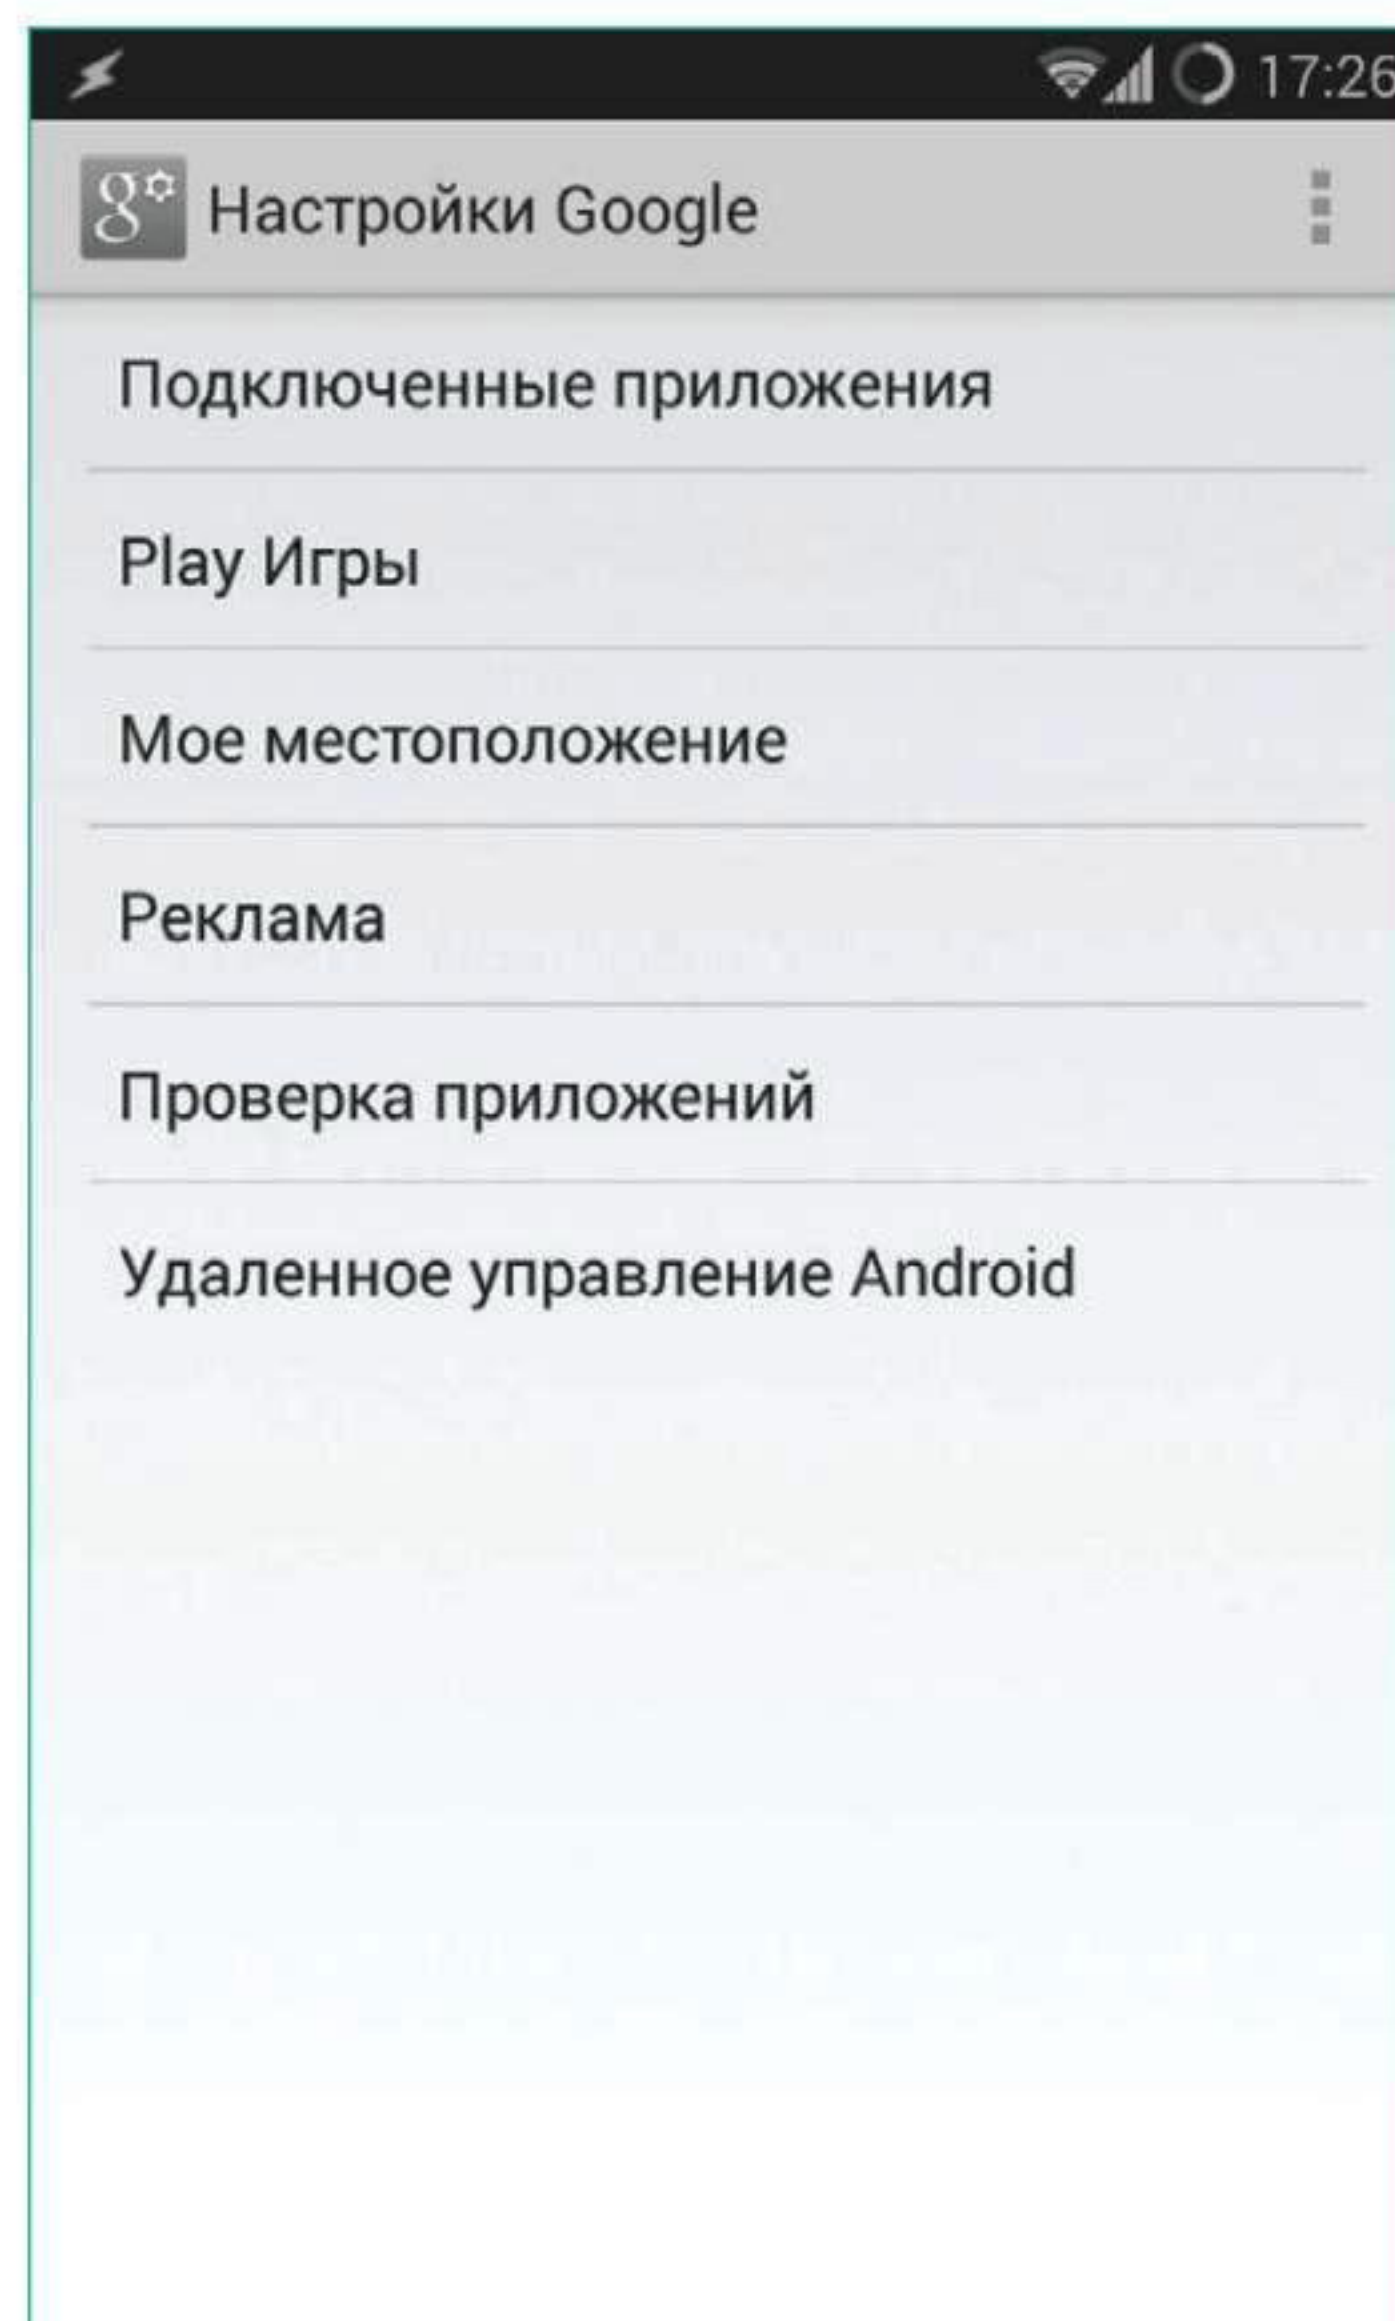 17:26
Настройки Google
Подключенные приложения
Play Игры
Мое местоположение
Реклама
Проверка приложений
Удаленное управление Android